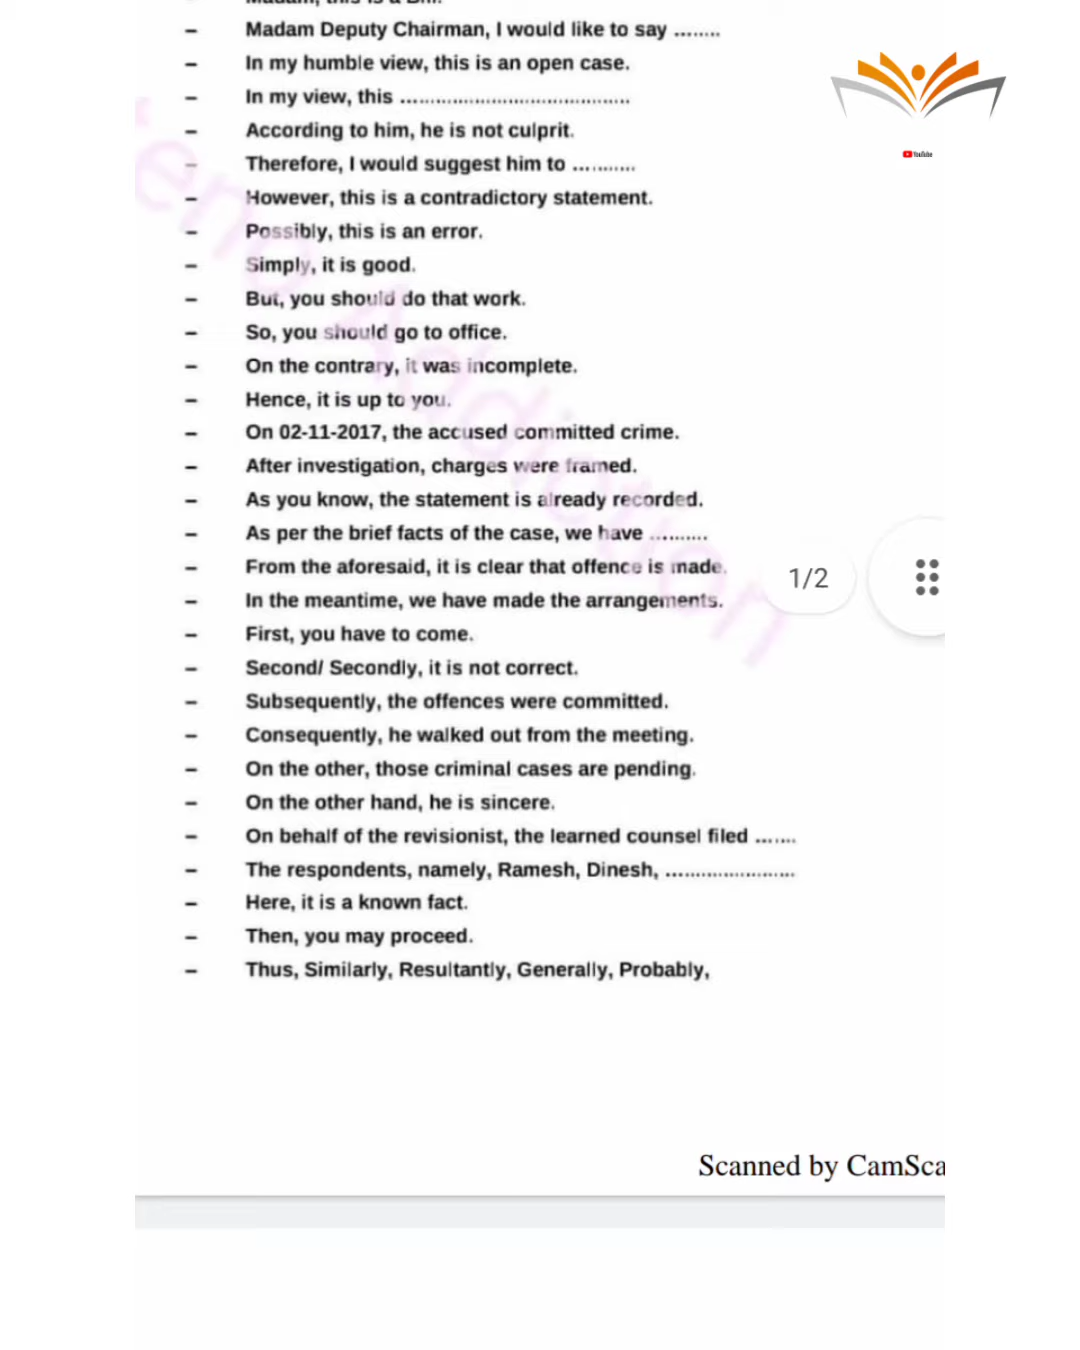 Madam, this is a Bill.
– Madam Deputy Chairman, I would like to say ........
– In my humble view, this is an open case.
– In my view, this ......................................
– According to him, he is not culprit.
– Therefore, I would suggest him to ...........
– However, this is a contradictory statement.
– Possibly, this is an error.
– Simply, it is good.
– But, you should do that work.
– So, you should go to office.
– On the contrary, it was incomplete.
– Hence, it is up to you.
– On 02-11-2017, the accused committed crime.
– After investigation, charges were framed.
– As you know, the statement is already recorded.
– As per the brief facts of the case, we have ..........
– From the aforesaid, it is clear that offence is made.
– In the meantime, we have made the arrangements.
– First, you have to come.
– Second/ Secondly, it is not correct.
– Subsequently, the offences were committed.
– Consequently, he walked out from the meeting.
– On the other, those criminal cases are pending.
– On the other hand, he is sincere.
– On behalf of the revisionist, the learned counsel filed .......
– The respondents, namely, Ramesh, Dinesh, ........................
– Here, it is a known fact.
– Then, you may proceed.
– Thus, Similarly, Resultantly, Generally, Probably,
YouTube
1/2
Steno Addiction
Scanned by CamSca